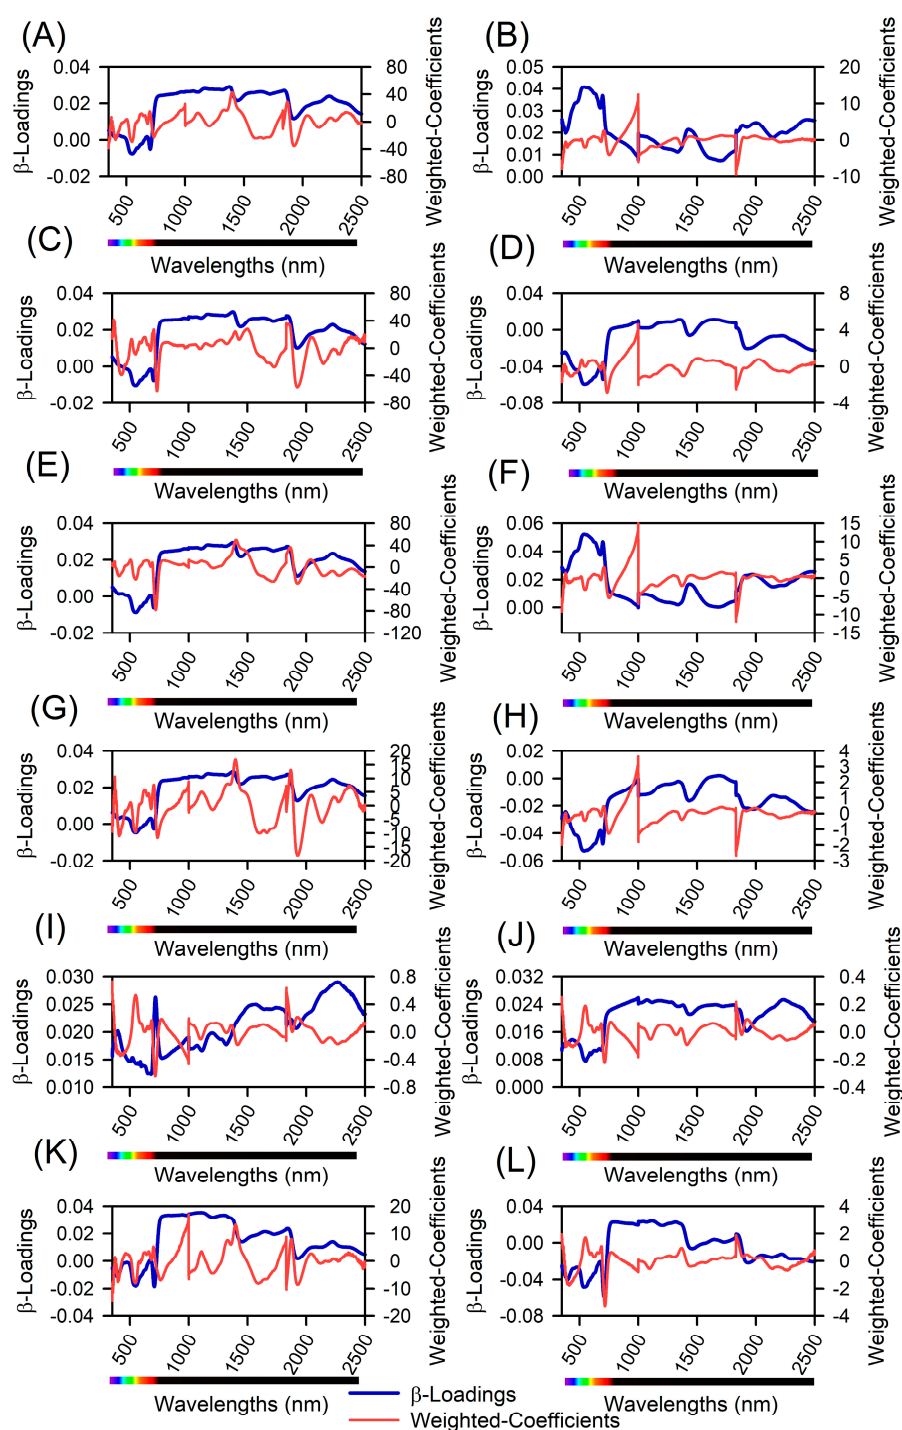 (A) (B)
β-Loadings 0.04 0.02 0.00 -0.02 80 40 0 -40 -80 Weighted-Coefficients
β-Loadings 0.05 0.04 0.03 0.02 0.01 0.00 20 10 0 -10 Weighted-Coefficients
500 1000 1500 2000 2500 500 1000 1500 2000 2500
Wavelengths (nm)
(C) (D)
β-Loadings 0.04 0.02 0.00 -0.02 80 40 0 -40 -80 Weighted-Coefficients
β-Loadings 0.04 -0.00 -0.04 -0.08 8 4 0 -4 Weighted-Coefficients
500 1000 1500 2000 2500 500 1000 1500 2000 2500
Wavelengths (nm) Wavelengths (nm)
(E) (F)
β-Loadings 0.04 0.02 0.00 -0.02 80 40 0 -40 -80 -120 Weighted-Coefficients
β-Loadings 0.06 0.04 0.02 0.00 15 10 5 0 -5 -10 -15 Weighted-Coefficients
500 1000 1500 2000 2500 500 1000 1500 2000 2500
Wavelengths (nm) Wavelengths (nm)
(G) (H)
β-Loadings 0.04 0.02 0.00 -0.02 20 15 10 5 0 -5 -10 -15 -20 Weighted-Coefficients
β-Loadings 0.02 0.00 -0.02 -0.04 -0.06 4 3 2 1 0 -1 -2 -3 Weighted-Coefficients
500 1000 1500 2000 2500 500 1000 1500 2000 2500
Wavelengths (nm) Wavelengths (nm)
(I) (J)
β-Loadings 0.030 0.025 0.020 0.015 0.010 0.8 0.4 0.0 -0.4 -0.8 Weighted-Coefficients
β-Loadings 0.032 0.024 0.016 0.008 0.000 0.4 0.2 0.0 -0.2 -0.4 Weighted-Coefficients
500 1000 1500 2000 2500 500 1000 1500 2000 2500
Wavelengths (nm) Wavelengths (nm)
(K) (L)
β-Loadings 0.04 0.02 0.00 -0.02 -0.04 20 10 0 -10 -20 Weighted-Coefficients
β-Loadings 0.04 0.00 -0.04 -0.08 4 2 0 -2 -4 Weighted-Coefficients
500 1000 1500 2000 2500 500 1000 1500 2000 2500
Wavelengths (nm) Wavelengths (nm)
β-Loadings
Weighted-Coefficients